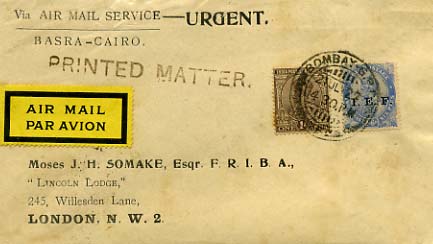 Via AIR MAIL SERVICE—URGENT.
BASRA-CAIRO.
PRINTED MATTER.
BOMBAY
I.E.F.
AIR MAIL
PAR AVION
Moses J. H. SOMAKE, Esqr. F. R. I. B. A.,
"LINCOLN LODGE,"
245, Willesden Lane,
LONDON, N. W. 2.